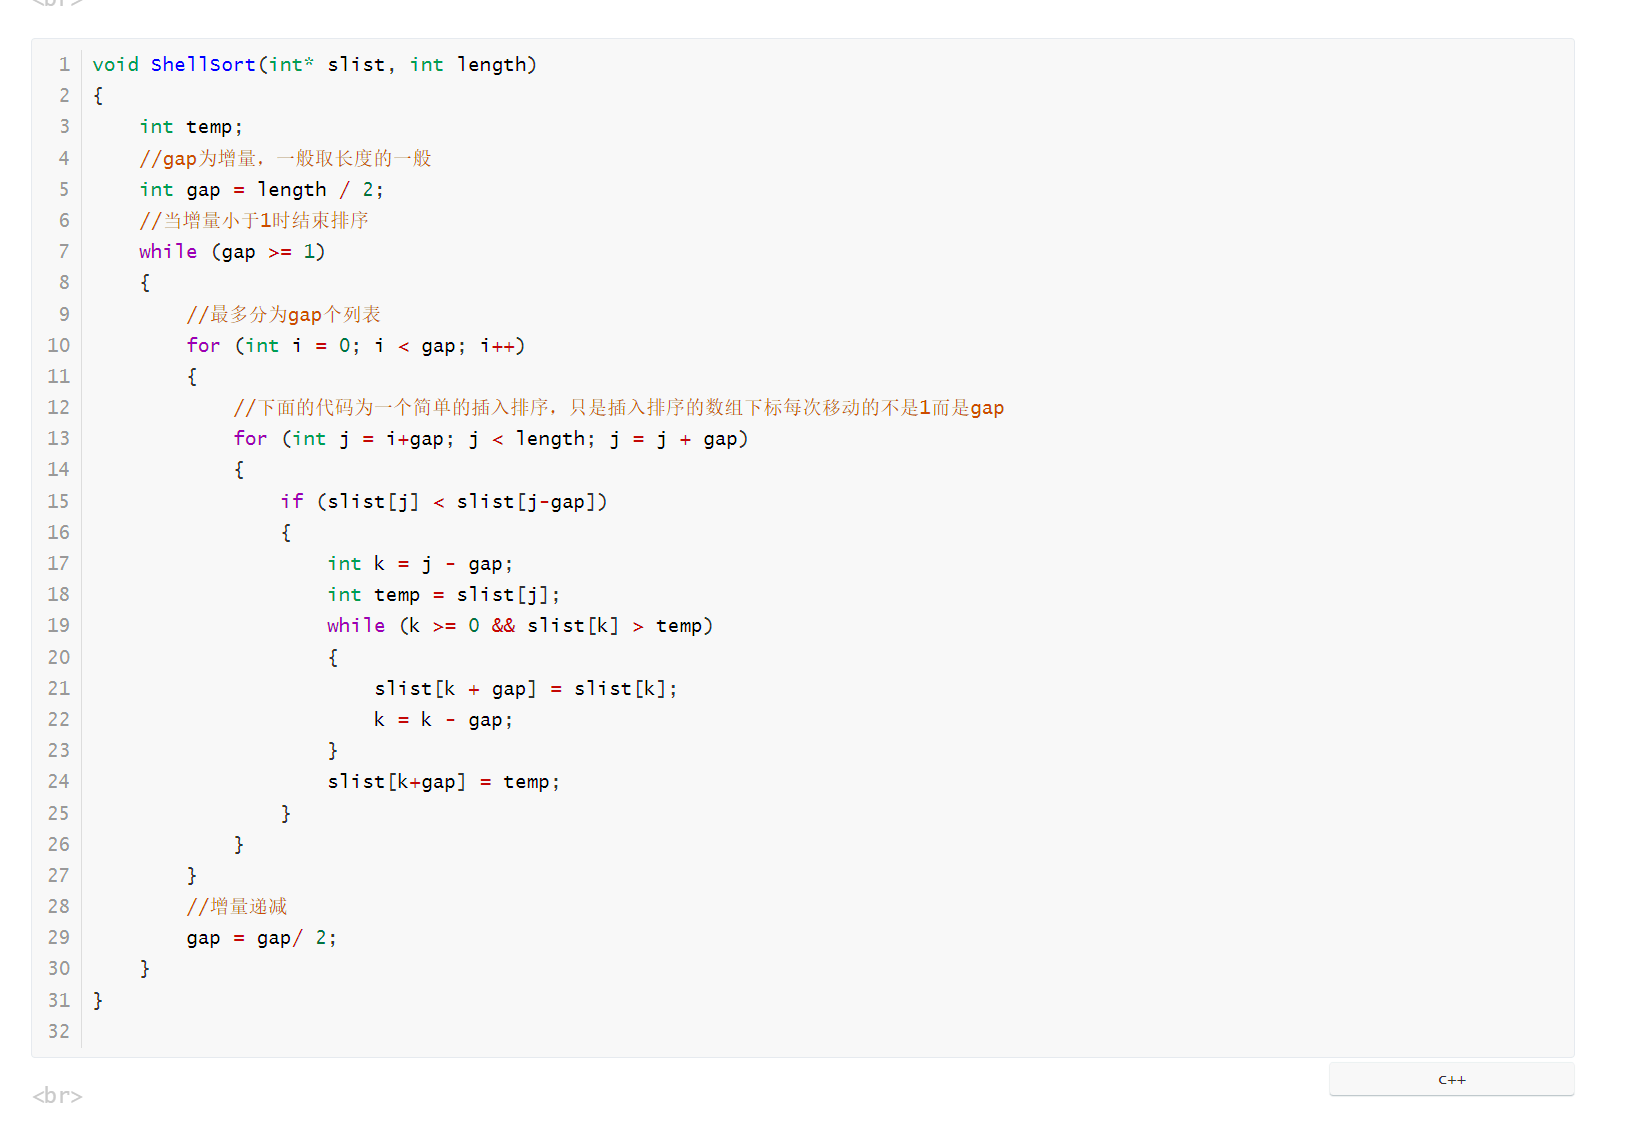 <br>
1 void ShellSort(int* slist, int length)
2 {
3     int temp;
4     //gap为增量，一般取长度的一般
5     int gap = length / 2;
6     //当增量小于1时结束排序
7     while (gap >= 1)
8     {
9         //最多分为gap个列表
10         for (int i = 0; i < gap; i++)
11         {
12             //下面的代码为一个简单的插入排序，只是插入排序的数组下标每次移动的不是1而是gap
13             for (int j = i+gap; j < length; j = j + gap)
14             {
15                 if (slist[j] < slist[j-gap])
16                 {
17                     int k = j - gap;
18                     int temp = slist[j];
19                     while (k >= 0 && slist[k] > temp)
20                     {
21                         slist[k + gap] = slist[k];
22                         k = k - gap;
23                     }
24                     slist[k+gap] = temp;
25                 }
26             }
27         }
28         //增量递减
29         gap = gap/ 2;
30     }
31 }
32
C++
<br>